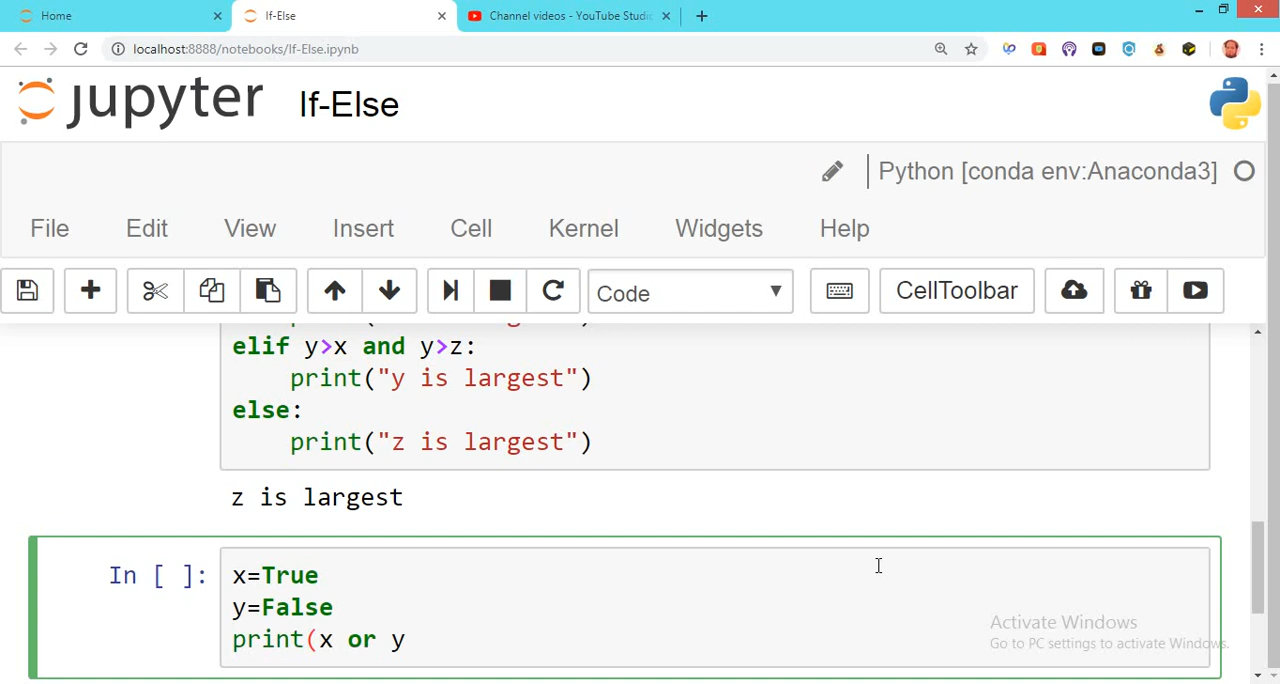 Home
If-Else
Channel videos - YouTube Studio
localhost:8888/notebooks/If-Else.ipynb
jupyter If-Else
Python [conda env:Anaconda3]
File Edit View Insert Cell Kernel Widgets Help
Code CellToolbar
elif y>x and y>z:
    print("y is largest")
else:
    print("z is largest")
z is largest
In [ ]: x=True
y=False
print(x or y
Activate Windows
Go to PC settings to activate Windows.